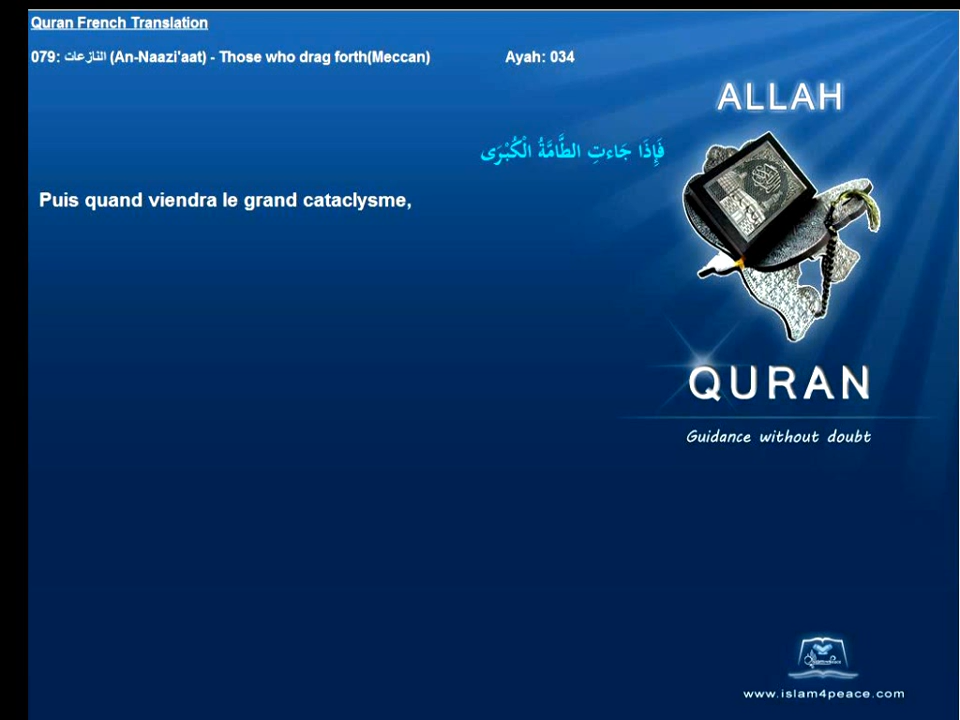 Quran French Translation
079: النازعات (An-Naazi'aat) - Those who drag forth(Meccan) Ayah: 034
ALLAH
فَإِذَا جَاءتِ الطَّامَّةُ الْكُبْرَى
Puis quand viendra le grand cataclysme,
QURAN
Guidance without doubt
www.islam4peace.com